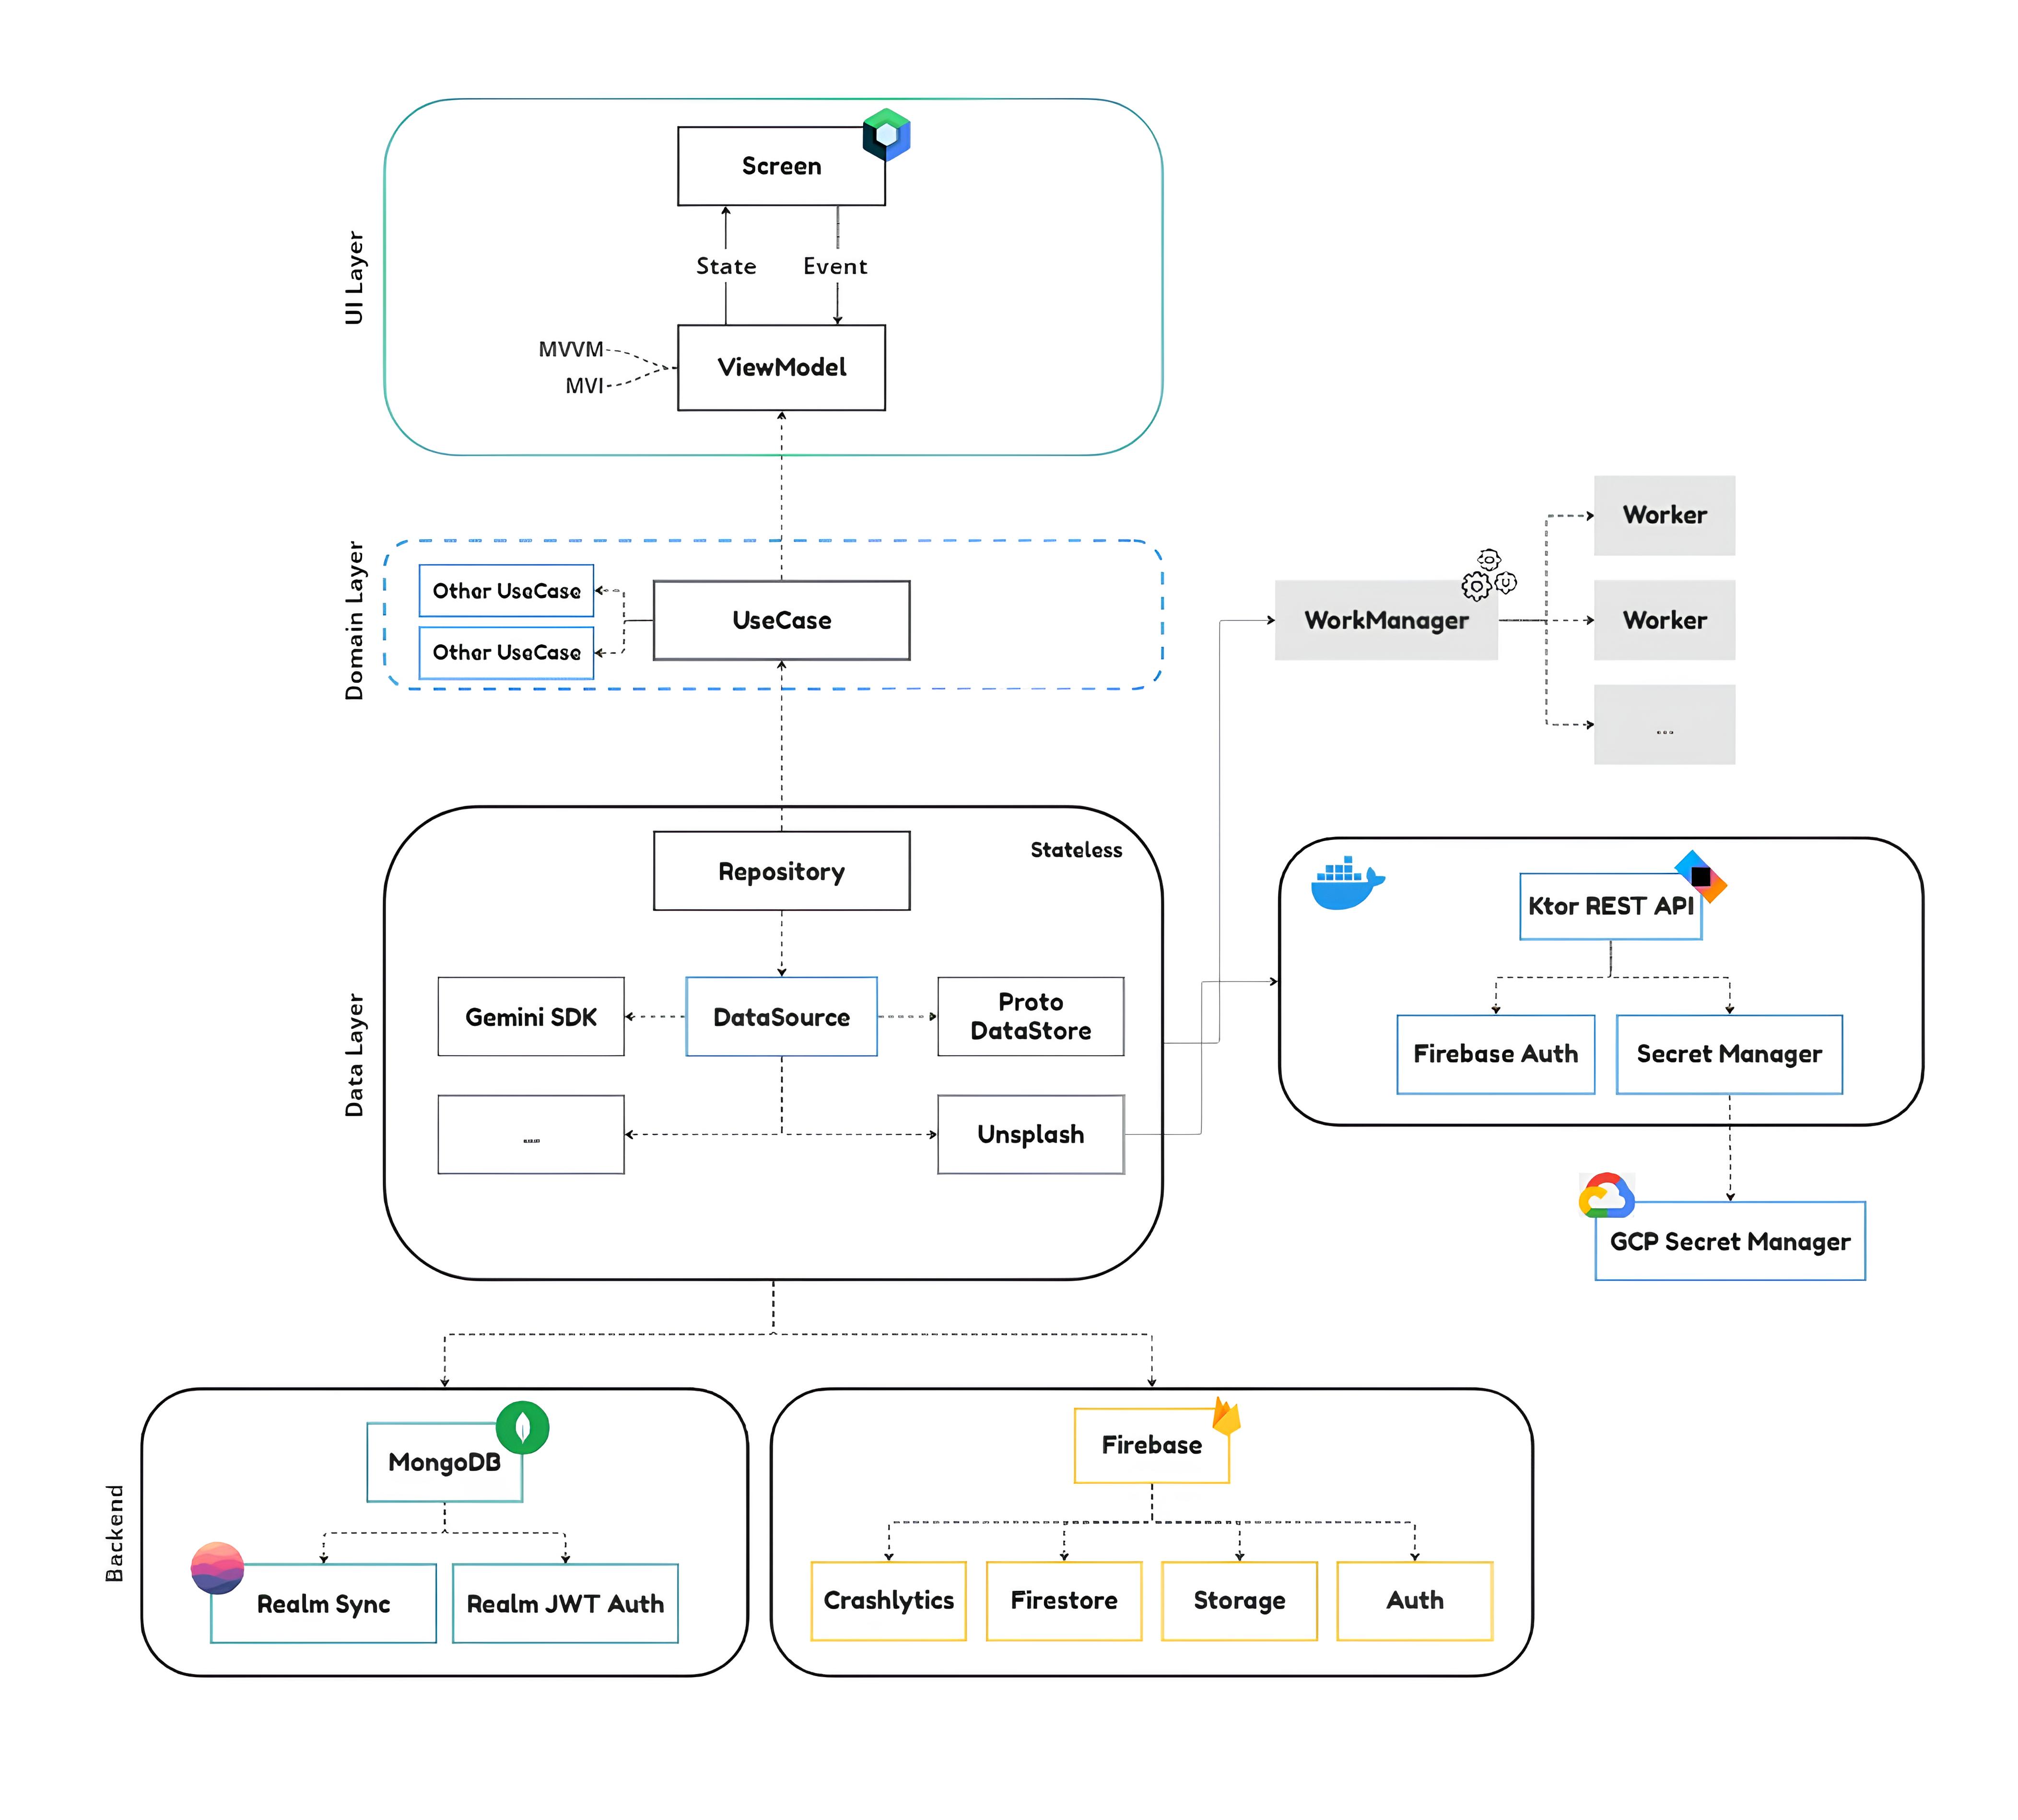 UI Layer
Screen
State
Event
MVVM
MVI
ViewModel
Domain Layer
Other UseCase
Other UseCase
UseCase
WorkManager
Worker
Worker
...
Data Layer
Stateless
Repository
Gemini SDK
DataSource
Proto
DataStore
...
Unsplash
Ktor REST API
Firebase Auth
Secret Manager
GCP Secret Manager
Backend
MongoDB
Realm Sync
Realm JWT Auth
Firebase
Crashlytics
Firestore
Storage
Auth